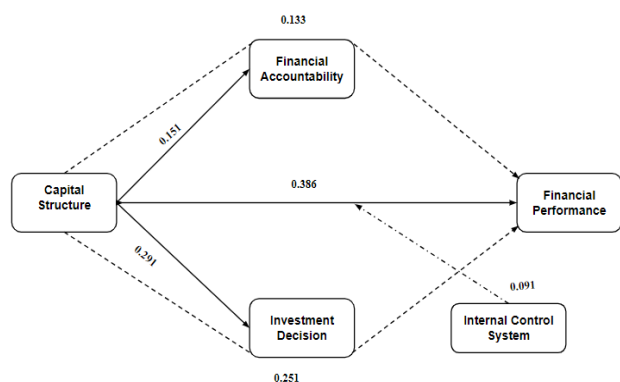 0.133
Financial
Accountability
0.151
Capital
Structure
0.386
Financial
Performance
0.291
0.091
Investment
Decision
Internal Control
System
0.251